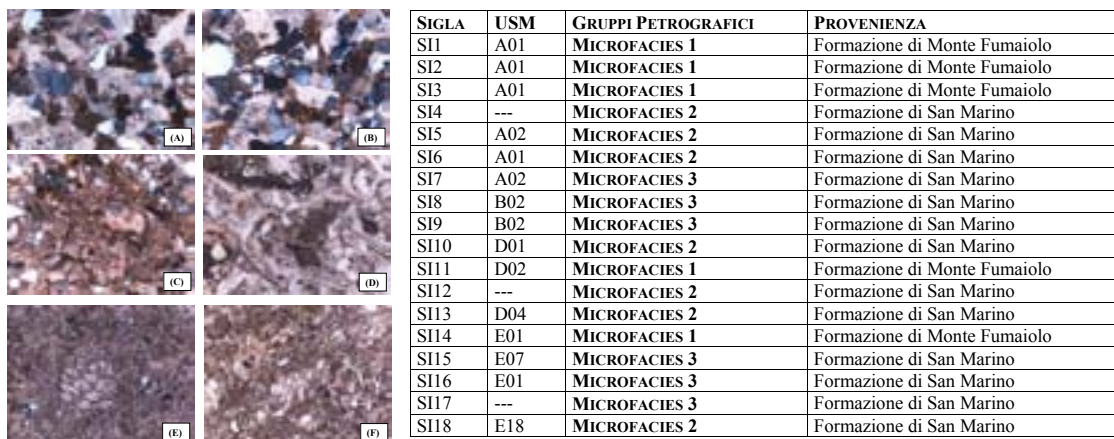 (A)
(B)
(C)
(D)
(E)
(F)
SIGLA USM GRUPPI PETROGRAFICI PROVENIENZA
SI1 A01 MICROFACIES 1 Formazione di Monte Fumaiolo
SI2 A01 MICROFACIES 1 Formazione di Monte Fumaiolo
SI3 A01 MICROFACIES 1 Formazione di Monte Fumaiolo
SI4 --- MICROFACIES 2 Formazione di San Marino
SI5 A02 MICROFACIES 2 Formazione di San Marino
SI6 A01 MICROFACIES 2 Formazione di San Marino
SI7 A02 MICROFACIES 3 Formazione di San Marino
SI8 B02 MICROFACIES 3 Formazione di San Marino
SI9 B02 MICROFACIES 3 Formazione di San Marino
SI10 D01 MICROFACIES 2 Formazione di San Marino
SI11 D02 MICROFACIES 1 Formazione di Monte Fumaiolo
SI12 --- MICROFACIES 2 Formazione di San Marino
SI13 D04 MICROFACIES 2 Formazione di San Marino
SI14 E01 MICROFACIES 1 Formazione di Monte Fumaiolo
SI15 E07 MICROFACIES 3 Formazione di San Marino
SI16 E01 MICROFACIES 3 Formazione di San Marino
SI17 --- MICROFACIES 3 Formazione di San Marino
SI18 E18 MICROFACIES 2 Formazione di San Marino